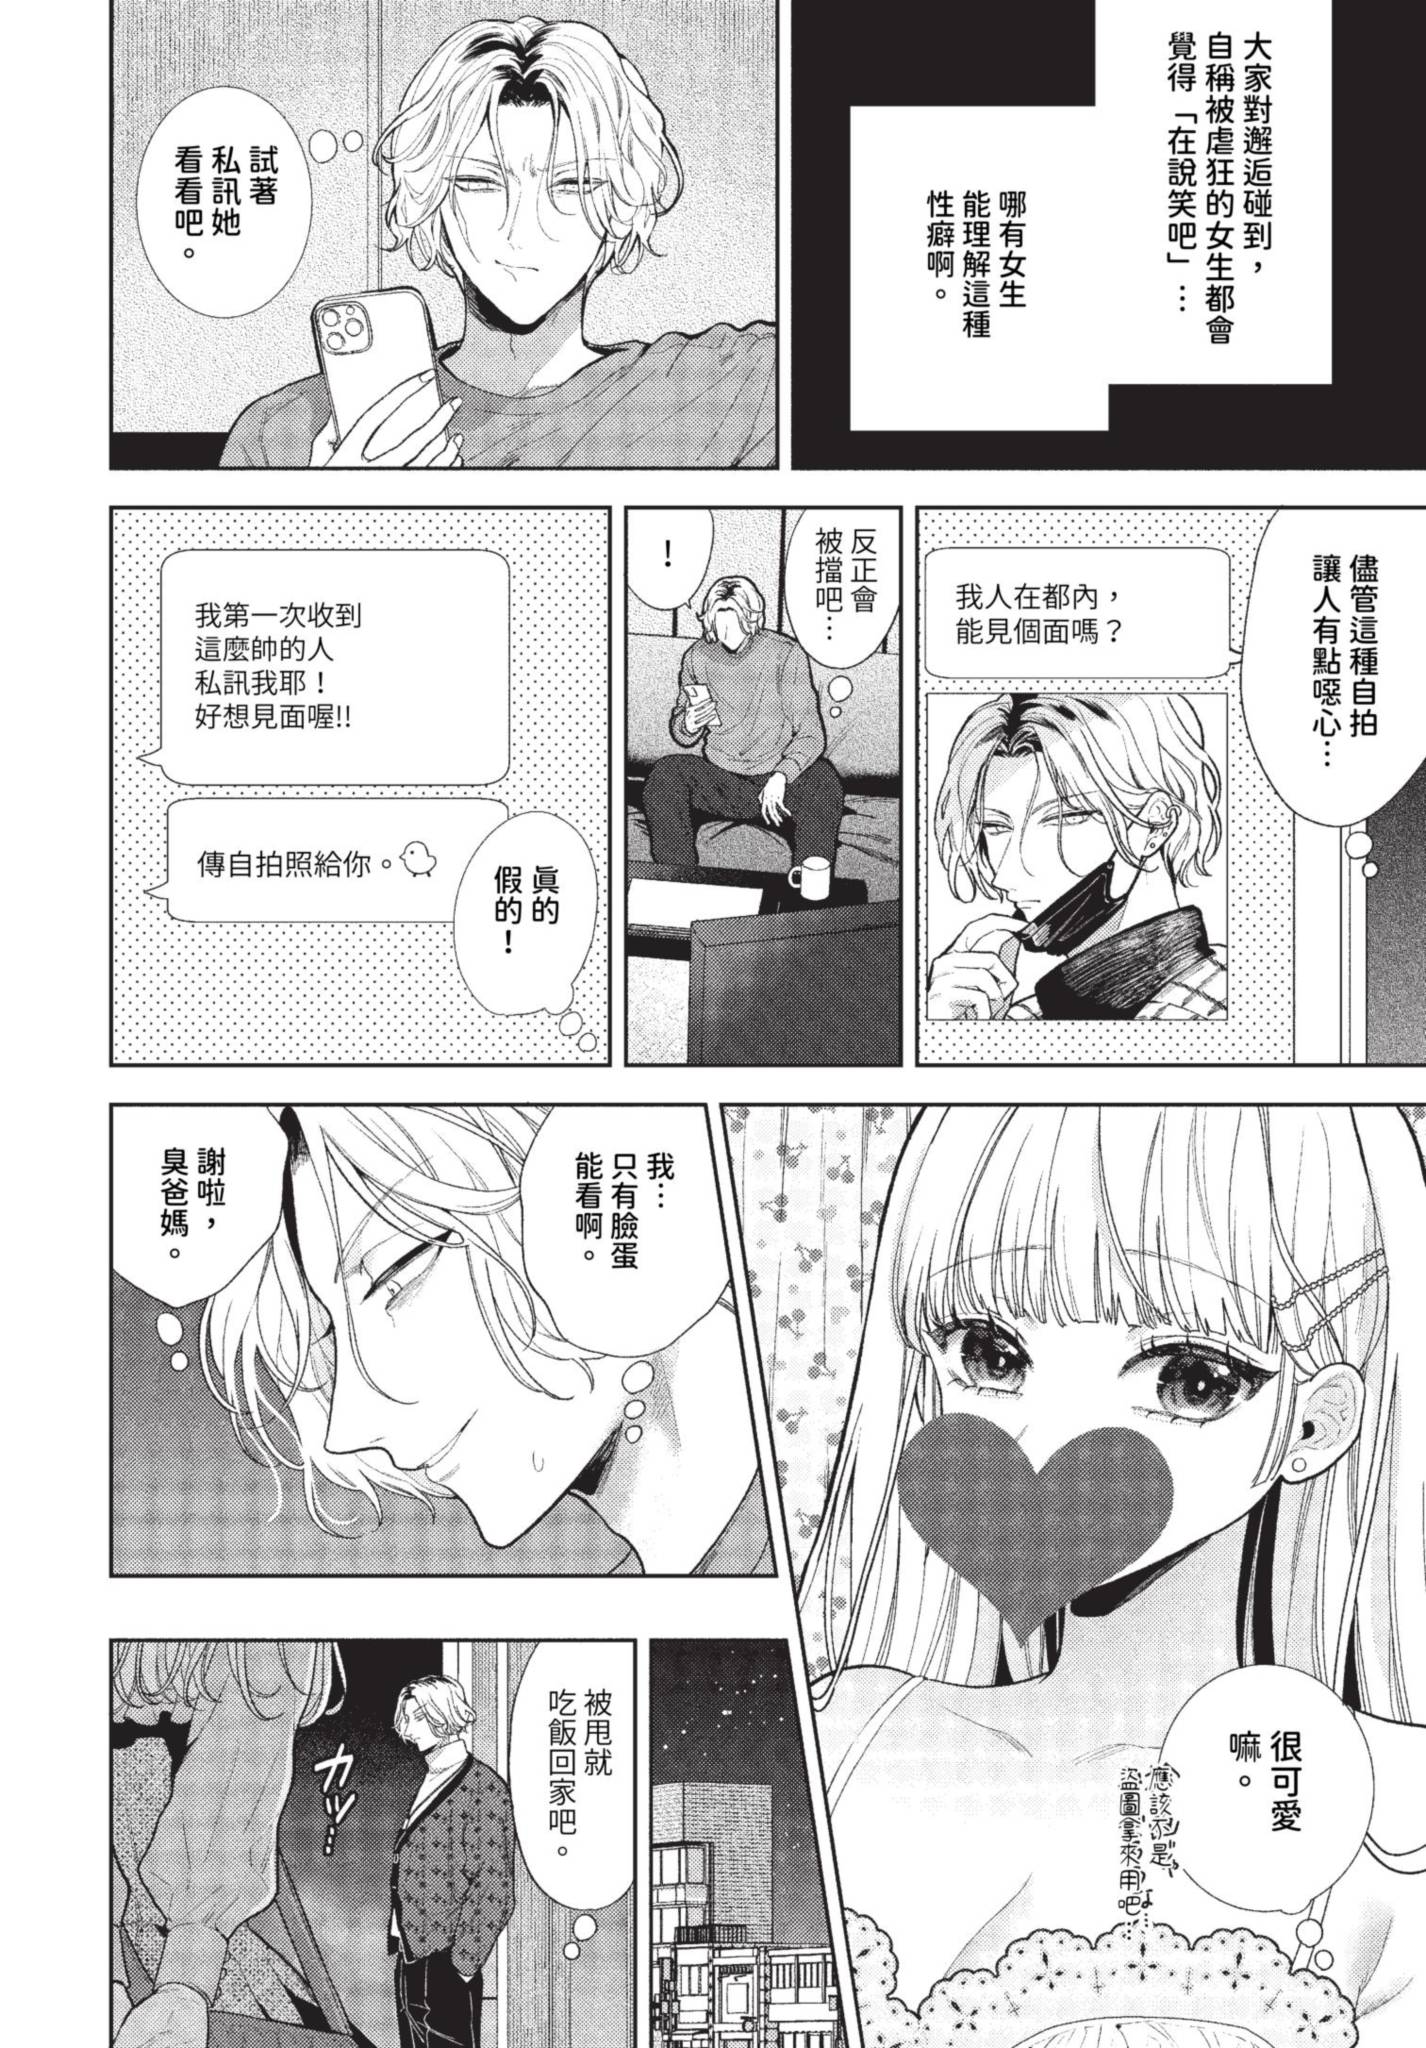 大家對邂逅碰到，
自稱被虐狂的女生都會
覺得「在說笑吧」…
哪有女生
能理解這種
性癖啊。
試著
私訊她
看看吧。
儘管這種自拍
讓人有點噁心…
我人在都內，
能見個面嗎？
反正會
被擋吧…
！
我第一次收到
這麼帥的人
私訊我耶！
好想見面喔!!
傳自拍照給你。
真的
假的！
很可愛
嘛。
應該不是
盜圖拿來用吧…
我…
只有臉蛋
能看啊。
謝啦，
臭爸媽。
被甩就
吃飯回家吧。
カッ…